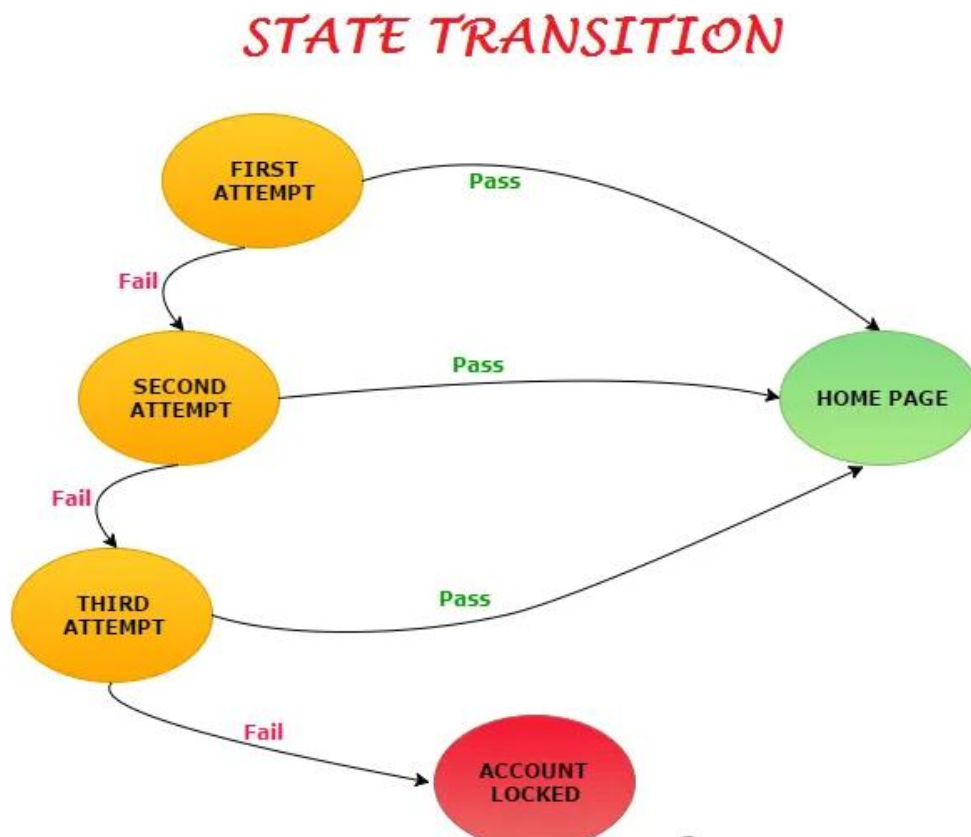 STATE TRANSITION
FIRST
ATTEMPT
Pass
Fail
SECOND
ATTEMPT
Pass
HOME PAGE
Fail
THIRD
ATTEMPT
Pass
Fail
ACCOUNT
LOCKED